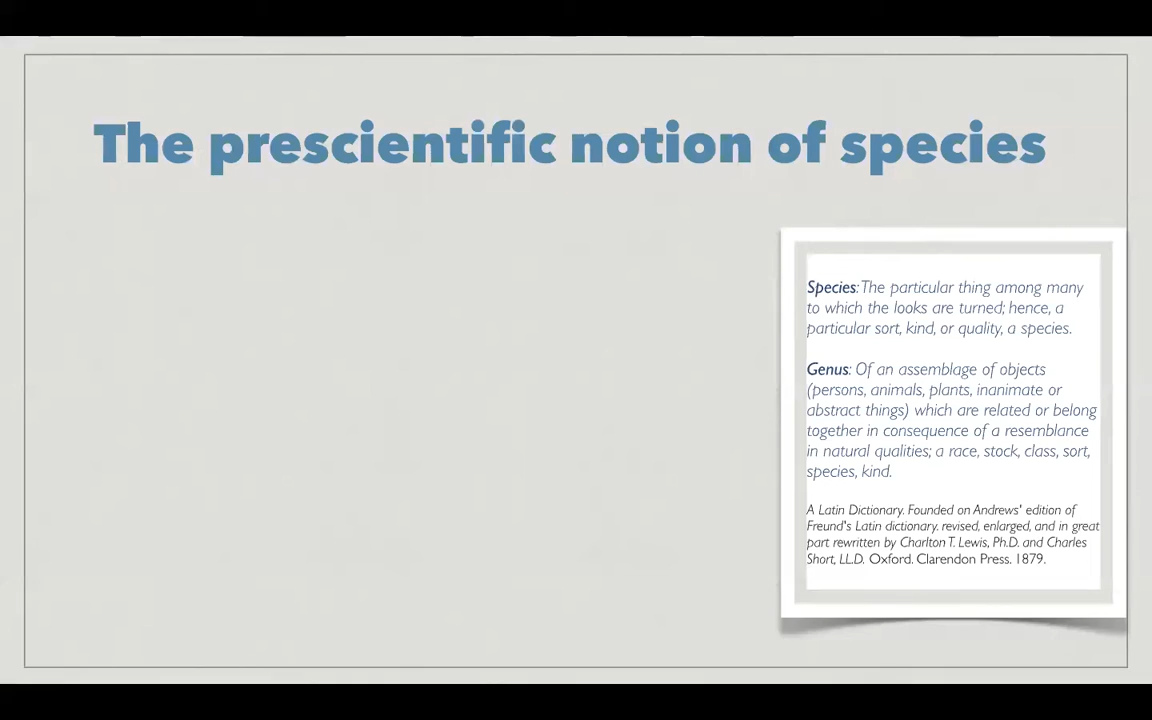 The prescientific notion of species
Species: The particular thing among many
to which the looks are turned; hence, a
particular sort, kind, or quality, a species.
Genus: Of an assemblage of objects
(persons, animals, plants, inanimate or
abstract things) which are related or belong
together in consequence of a resemblance
in natural qualities; a race, stock, class, sort,
species, kind.
A Latin Dictionary. Founded on Andrews' edition of
Freund's Latin dictionary. revised, enlarged, and in great
part rewritten by Charlton T. Lewis, Ph.D. and Charles
Short, LL.D. Oxford. Clarendon Press. 1879.